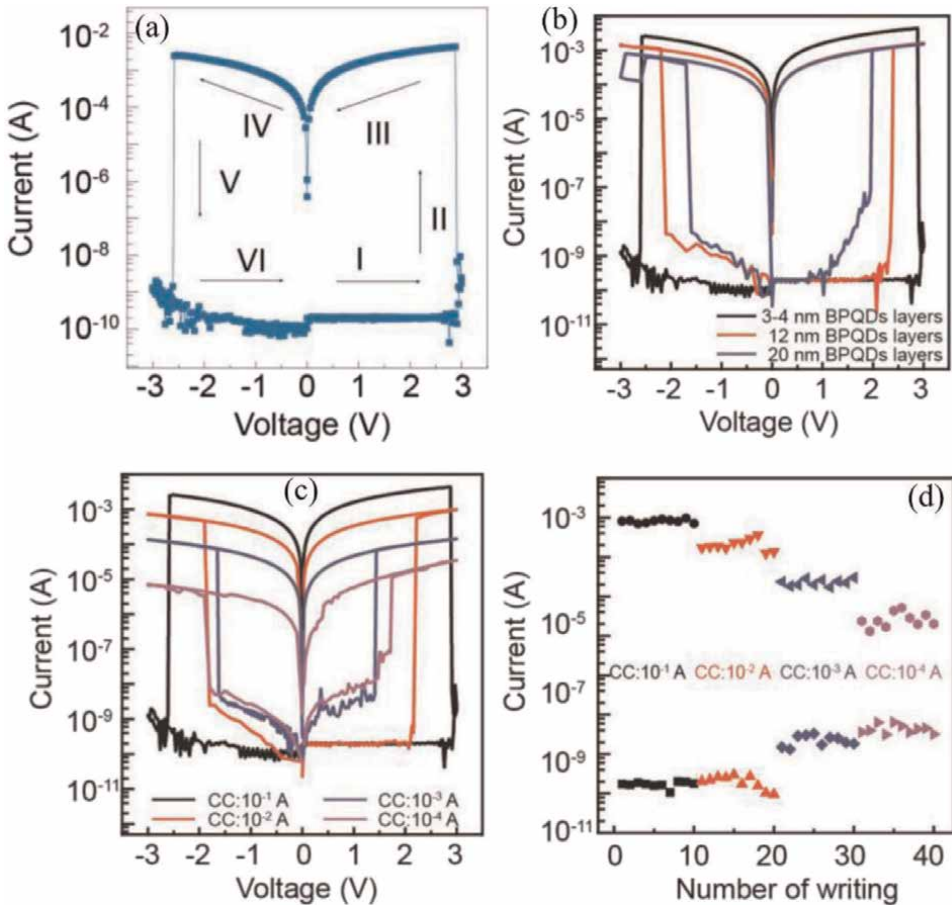 (a)
Current (A)
10⁻²
10⁻⁴
10⁻⁶
10⁻⁸
10⁻¹⁰
IV
III
V
II
VI
I
-3 -2 -1 0 1 2 3
Voltage (V)
(b)
Current (A)
10⁻³
10⁻⁵
10⁻⁷
10⁻⁹
10⁻¹¹
3-4 nm BPQDs layers
12 nm BPQDs layers
20 nm BPQDs layers
-3 -2 -1 0 1 2 3
Voltage (V)
(c)
Current (A)
10⁻³
10⁻⁵
10⁻⁷
10⁻⁹
10⁻¹¹
CC:10⁻¹ A CC:10⁻³ A
CC:10⁻² A CC:10⁻⁴ A
-3 -2 -1 0 1 2 3
Voltage (V)
(d)
Current (A)
10⁻³
10⁻⁵
10⁻⁷
10⁻⁹
10⁻¹¹
CC:10⁻¹ A CC:10⁻² A CC:10⁻³ A CC:10⁻⁴ A
0 10 20 30 40
Number of writing